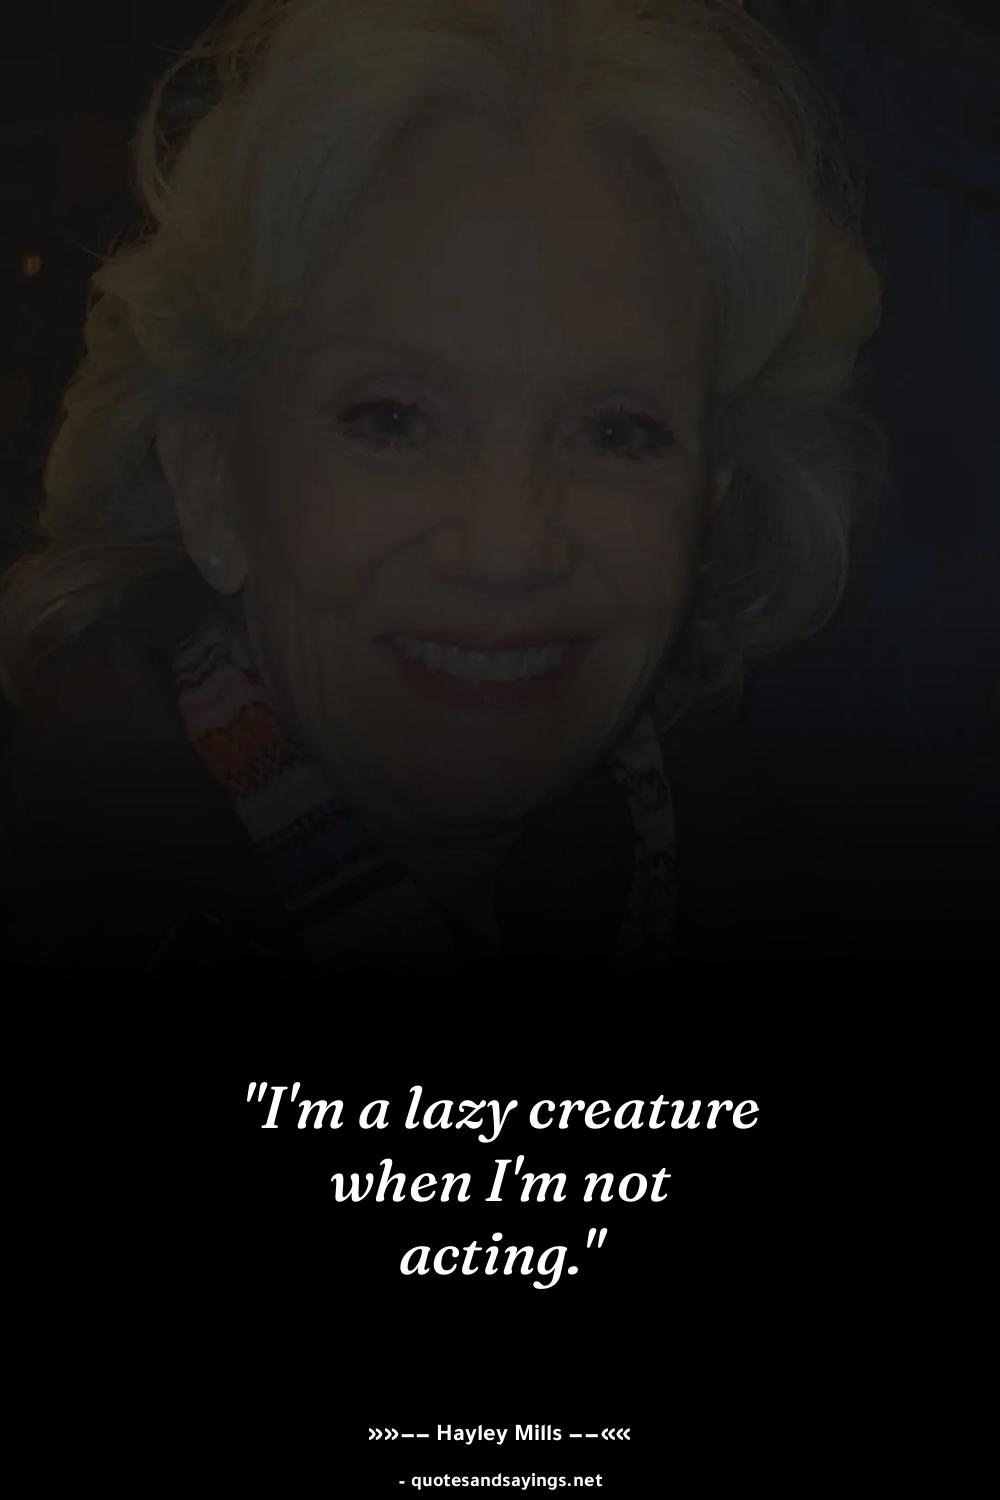 "I'm a lazy creature
when I'm not
acting."
»»–– Hayley Mills ––««
- quotesandsayings.net